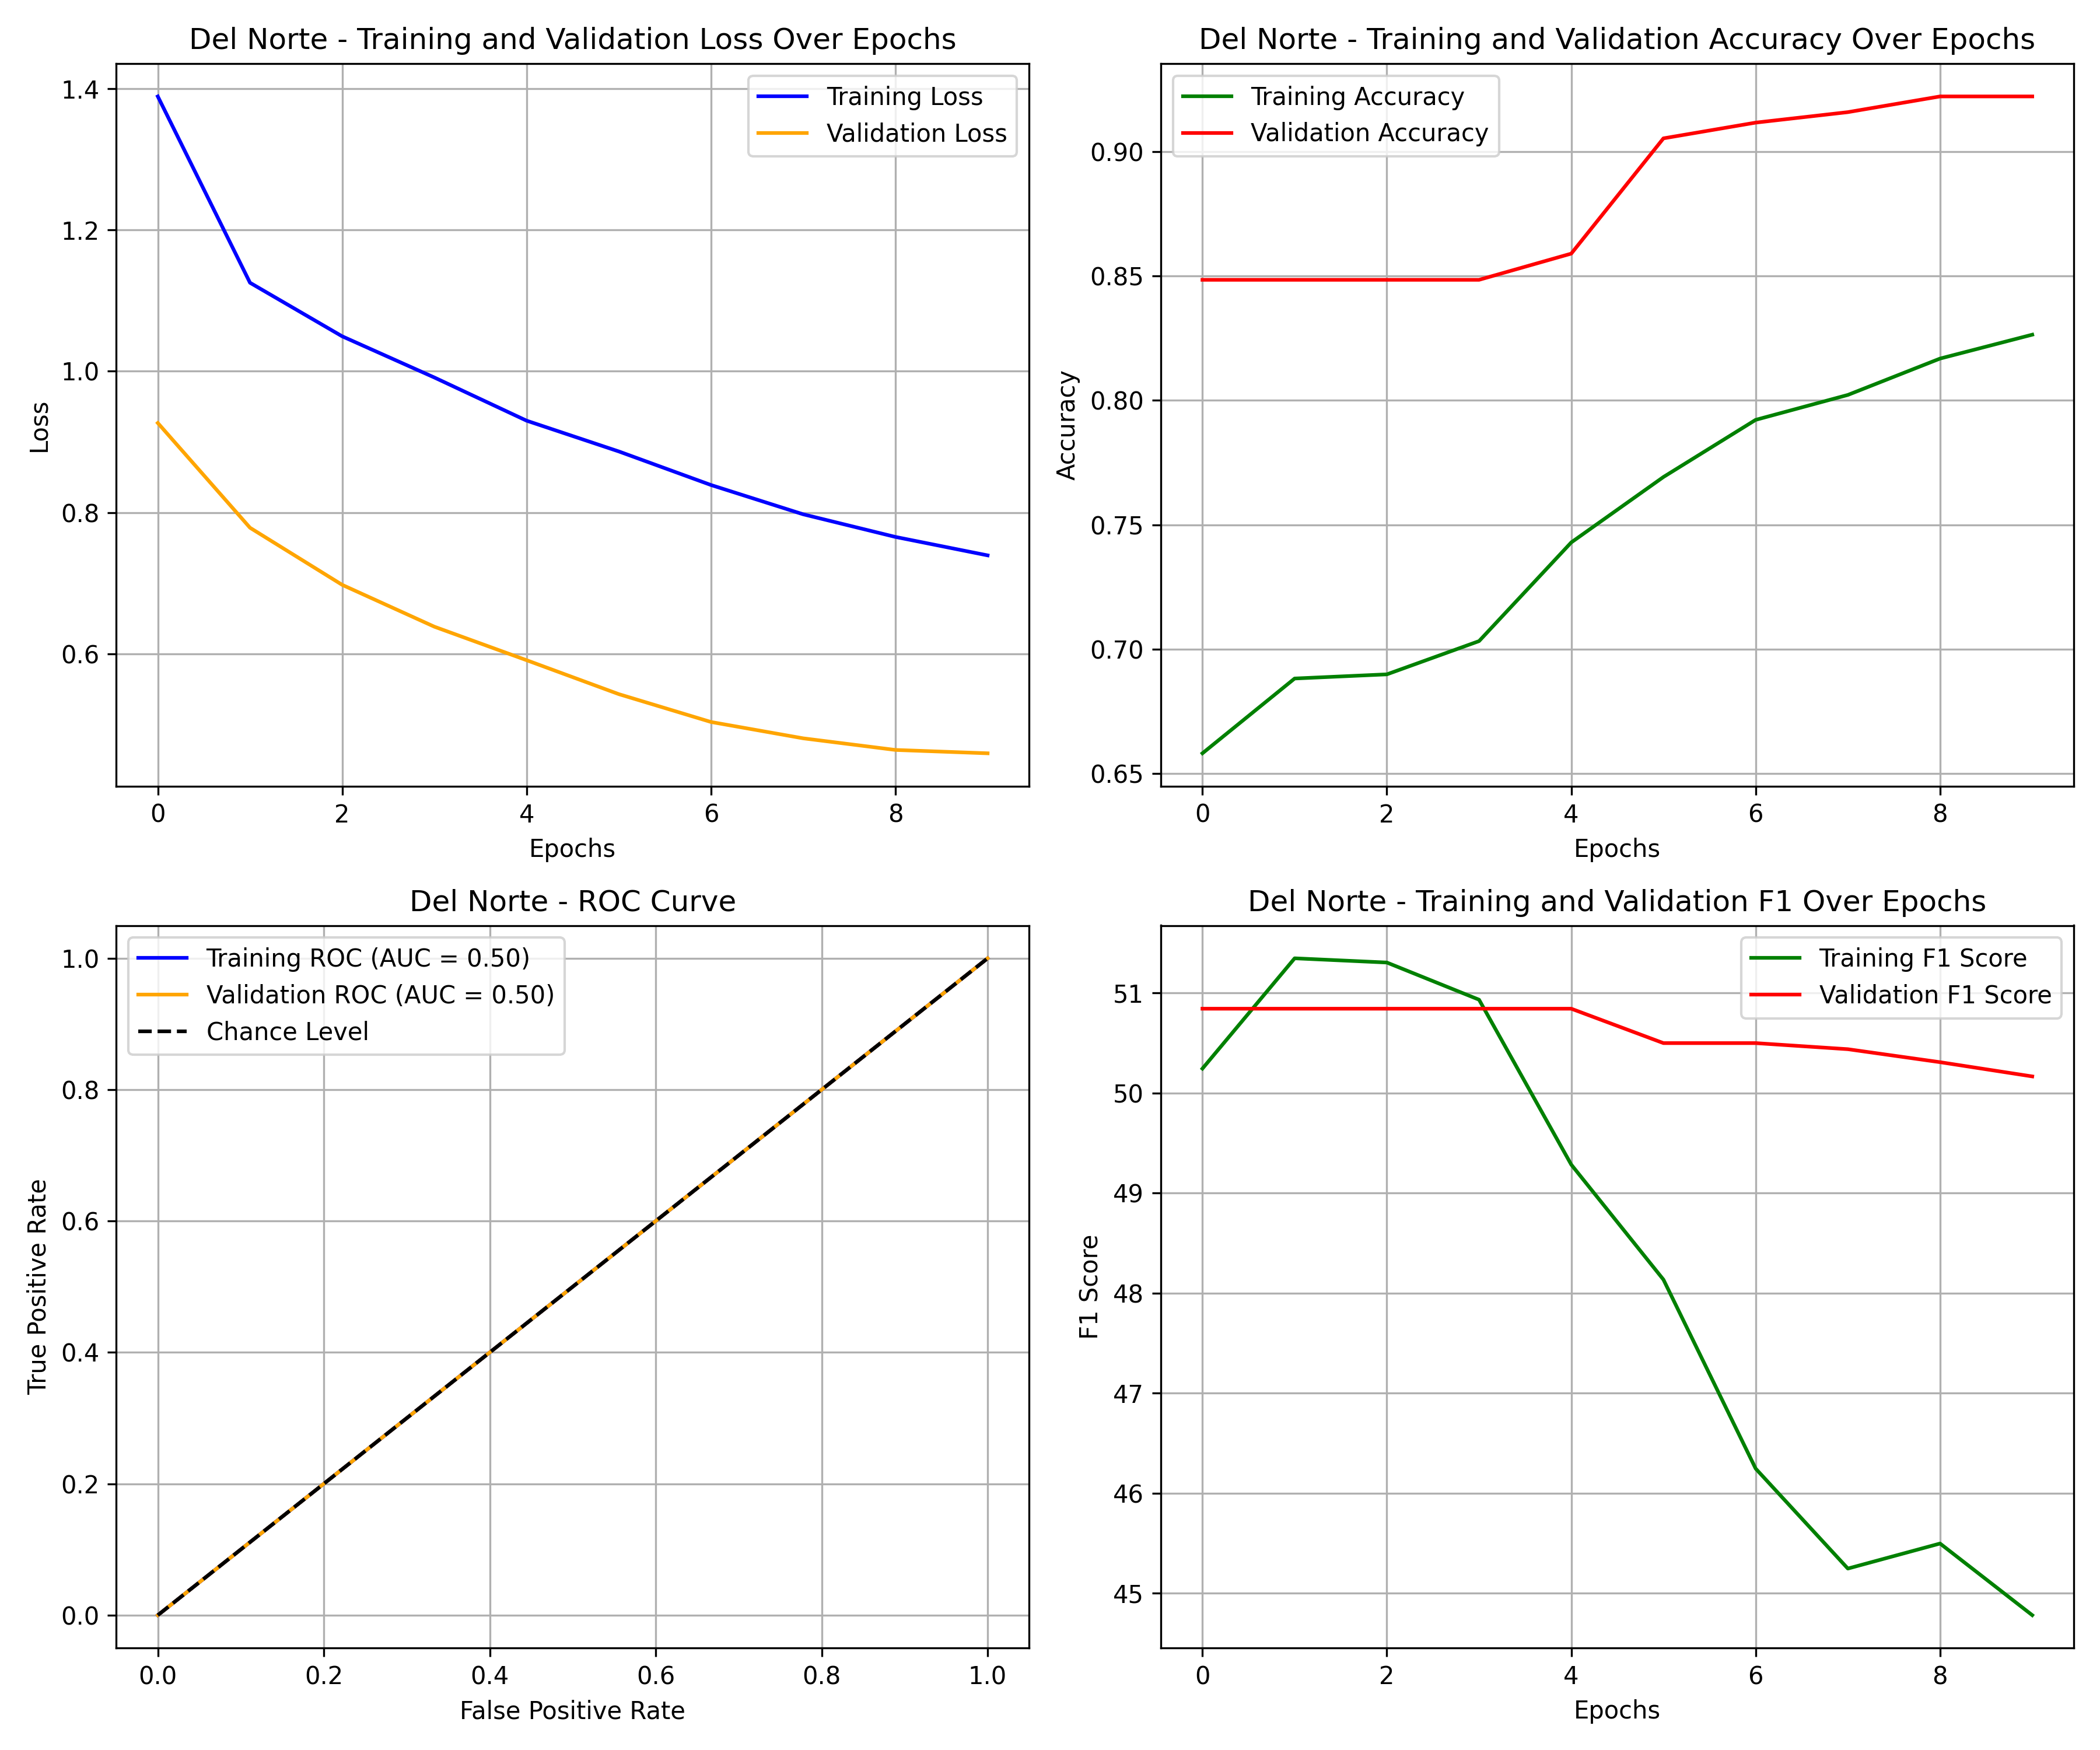 Del Norte - Training and Validation Loss Over Epochs
Training Loss
Validation Loss
1.4
1.2
1.0
0.8
0.6
Loss
0 2 4 6 8
Epochs
Del Norte - Training and Validation Accuracy Over Epochs
Training Accuracy
Validation Accuracy
0.90
0.85
0.80
0.75
0.70
0.65
Accuracy
0 2 4 6 8
Epochs
Del Norte - ROC Curve
Training ROC (AUC = 0.50)
Validation ROC (AUC = 0.50)
Chance Level
1.0
0.8
0.6
0.4
0.2
0.0
True Positive Rate
0.0 0.2 0.4 0.6 0.8 1.0
False Positive Rate
Del Norte - Training and Validation F1 Over Epochs
Training F1 Score
Validation F1 Score
51
50
49
48
47
46
45
F1 Score
0 2 4 6 8
Epochs